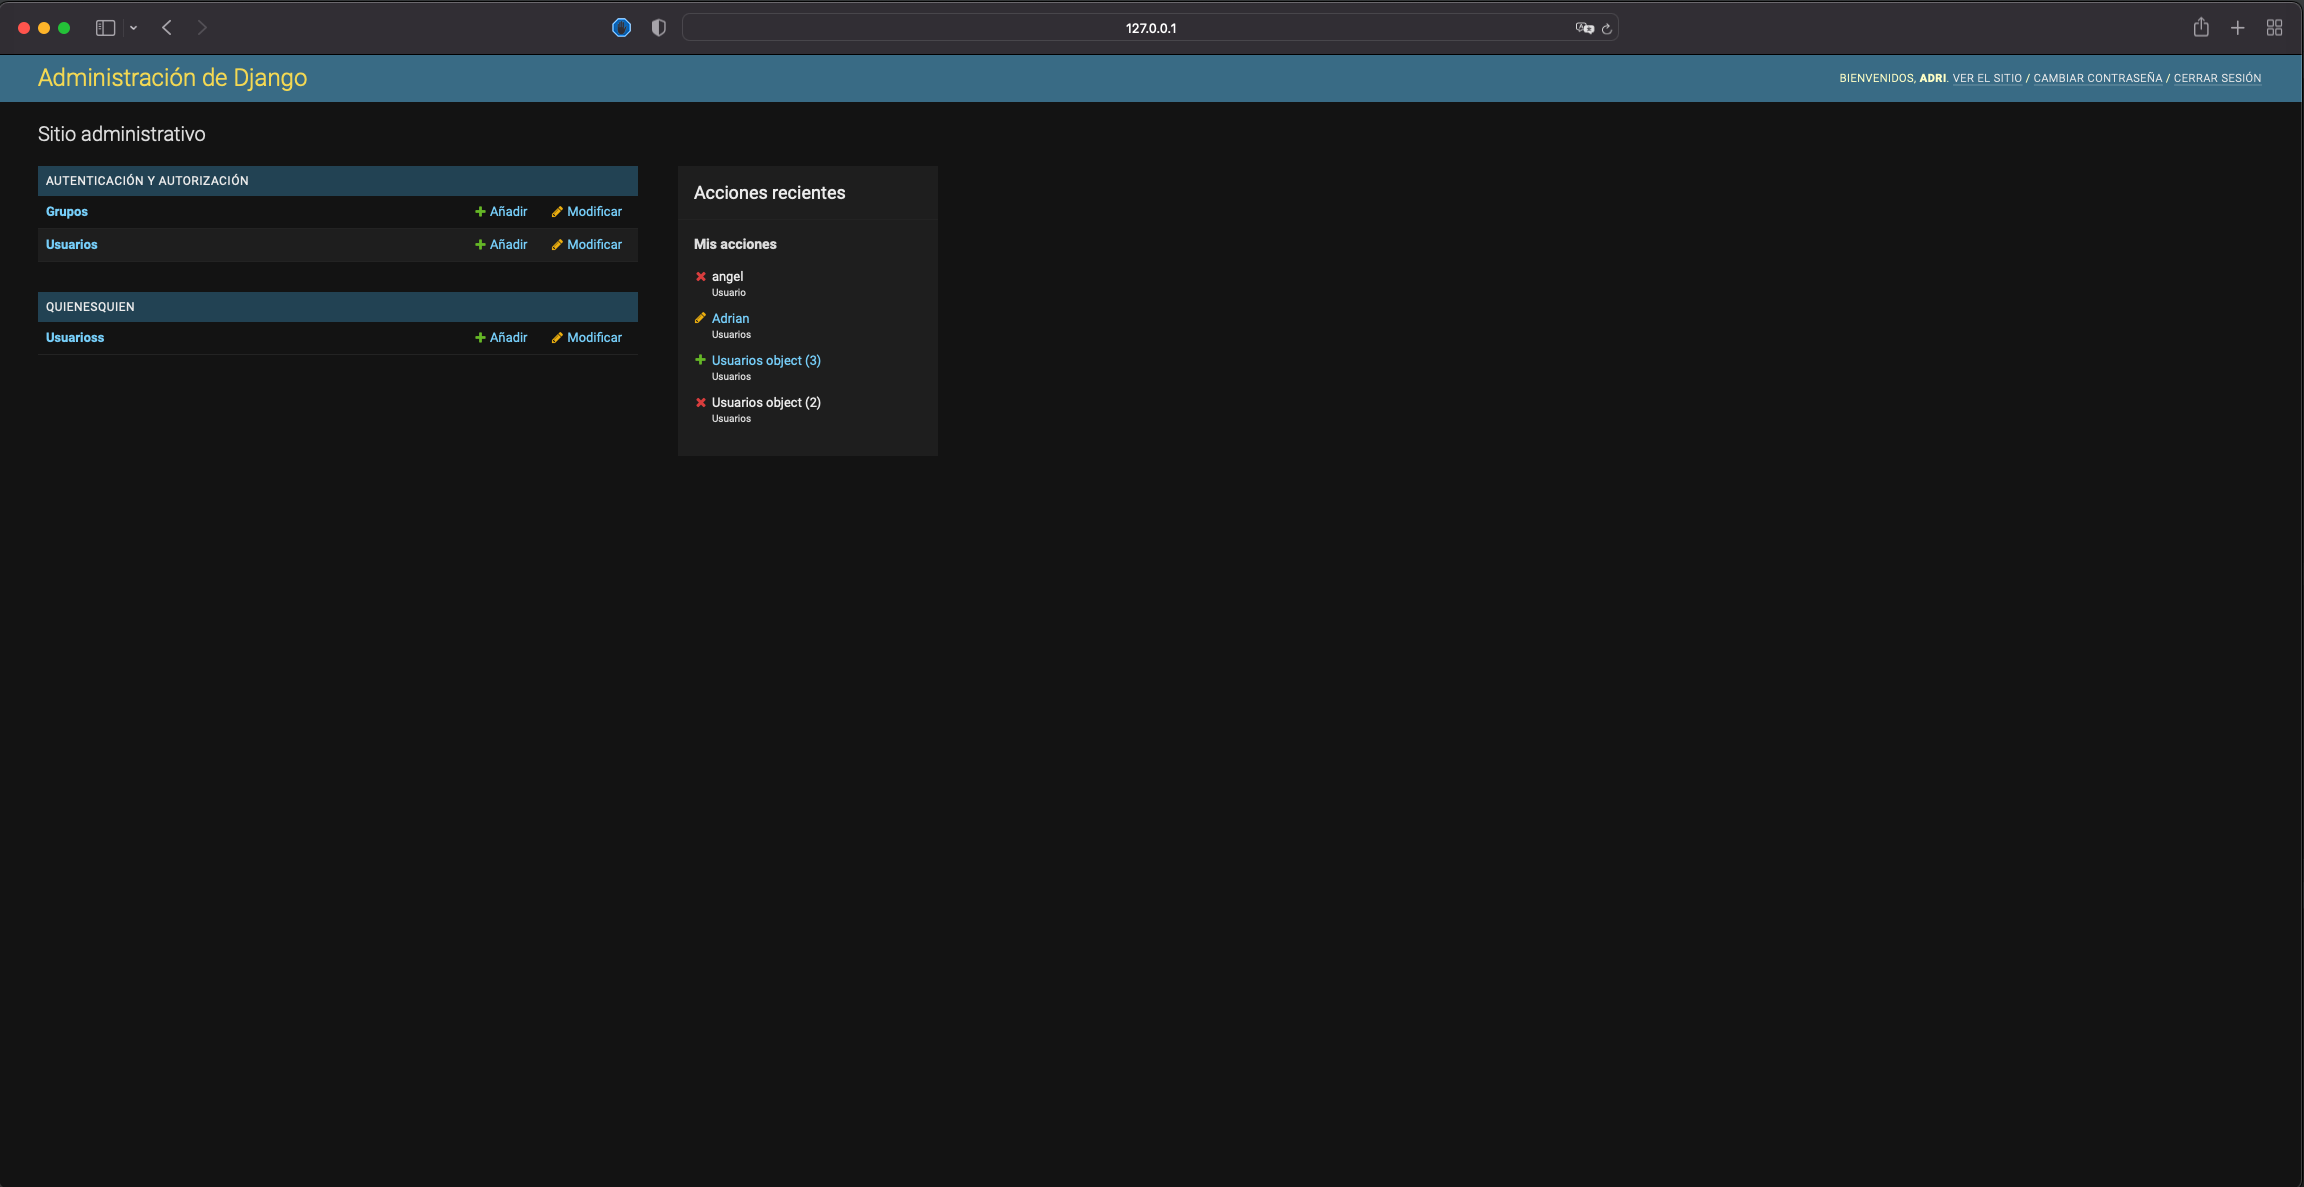 127.0.0.1
Administración de Django
BIENVENIDOS, ADRI. VER EL SITIO / CAMBIAR CONTRASEÑA / CERRAR SESIÓN
Sitio administrativo
AUTENTICACIÓN Y AUTORIZACIÓN
Grupos Añadir Modificar
Usuarios Añadir Modificar
QUIENESQUIEN
Usuarioss Añadir Modificar
Acciones recientes
Mis acciones
angel
Usuario
Adrian
Usuarios
Usuarios object (3)
Usuarios
Usuarios object (2)
Usuarios